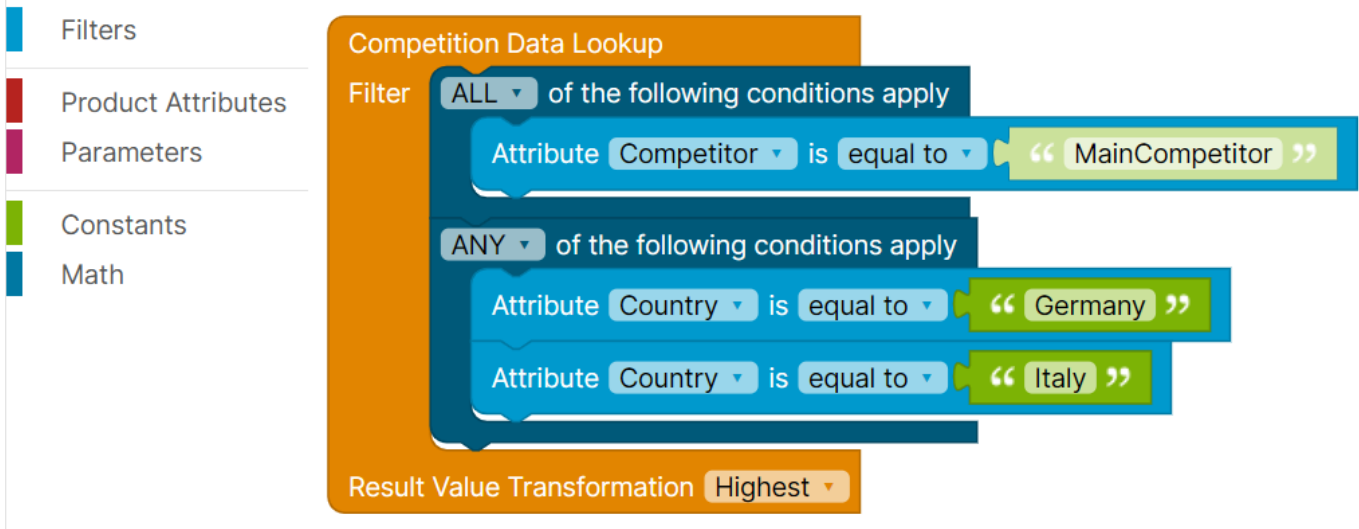 Filters
Product Attributes
Parameters
Constants
Math
Competition Data Lookup
Filter ALL of the following conditions apply
Attribute Competitor is equal to “ MainCompetitor ”
ANY of the following conditions apply
Attribute Country is equal to “ Germany ”
Attribute Country is equal to “ Italy ”
Result Value Transformation Highest